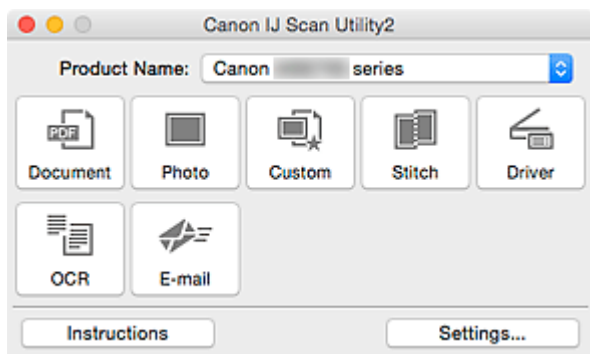 Canon IJ Scan Utility2
Product Name: Canon series
PDF
Document Photo Custom Stitch Driver
OCR E-mail
Instructions Settings...